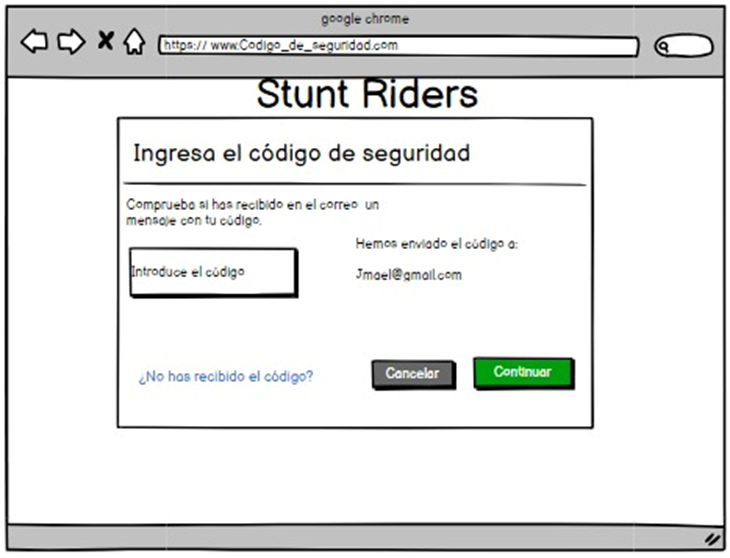 google chrome
https:// www.Codigo_de_seguridad.com
Stunt Riders
Ingresa el código de seguridad
Comprueba si has recibido en el correo un
mensaje con tu código.
Hemos enviado el código a:
Introduce el código
Jmael@gmail.com
¿No has recibido el código?
Cancelar
Continuar